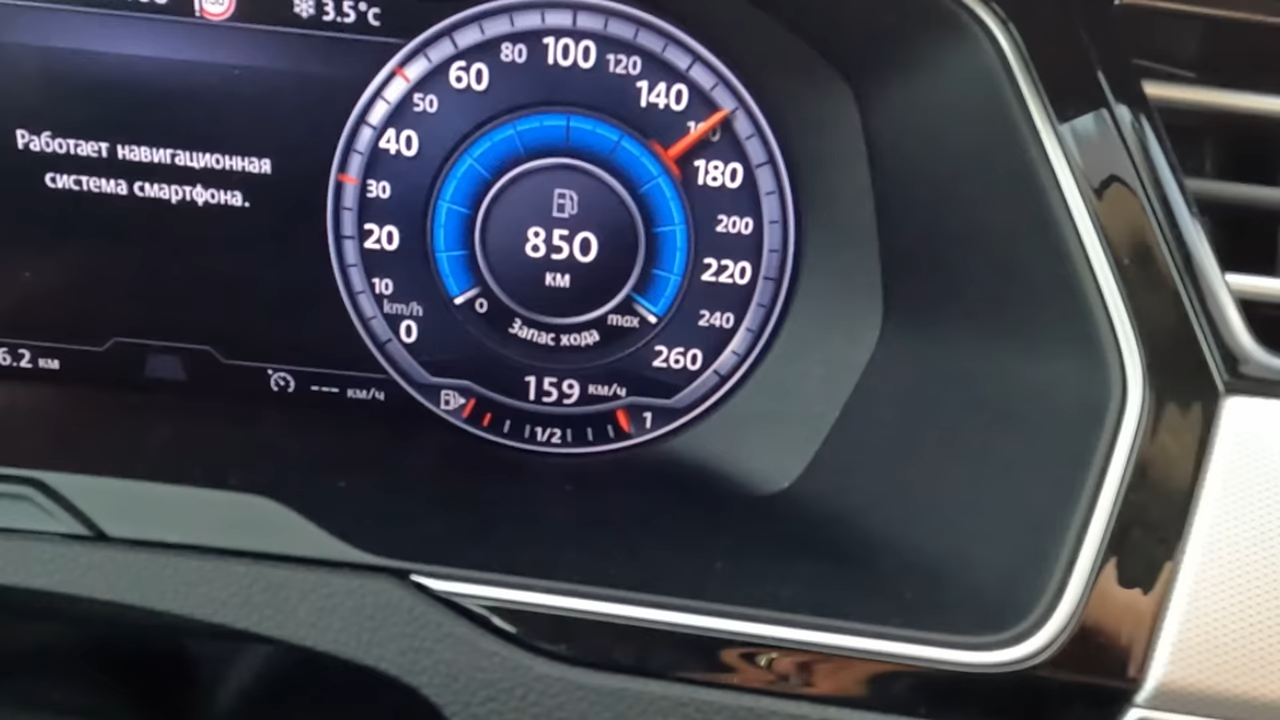 3.5°C
Работает навигационная
система смартфона.
0
10
20
30
40
50
60
80
100
120
140
180
200
220
240
260
km/h
850
км
0
max
Запас хода
159 км/ч
6.2 км
--- км/ч
1/2
1